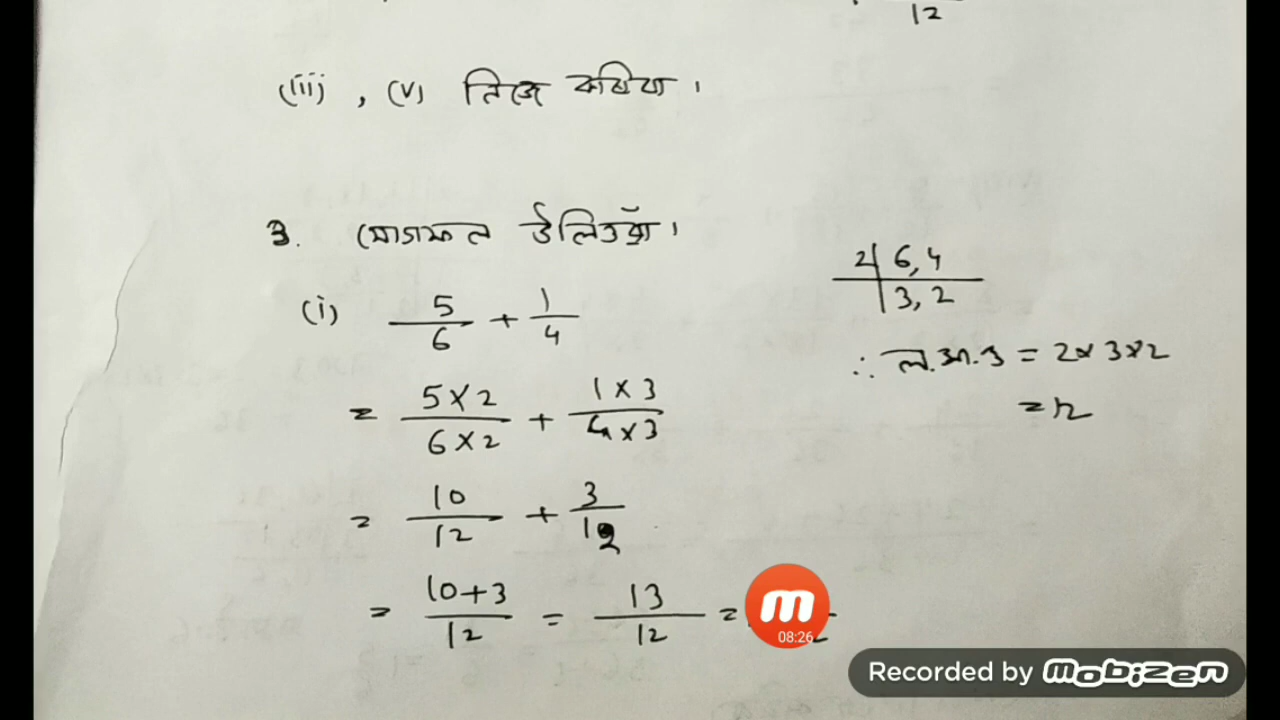 12
(iii) , (v) নিজে কৰিবা ।
3. যোগফল উলিওৱাঁ ।
2 | 6, 4
3, 2
(i) 5/6 + 1/4
∴ ল.সা.গু = 2 × 3 × 2
= 12
= 5 × 2 / 6 × 2 + 1 × 3 / 4 × 3
= 10/12 + 3/12
= 10+3 / 12 = 13/12 =
08:26
Recorded by mobizen